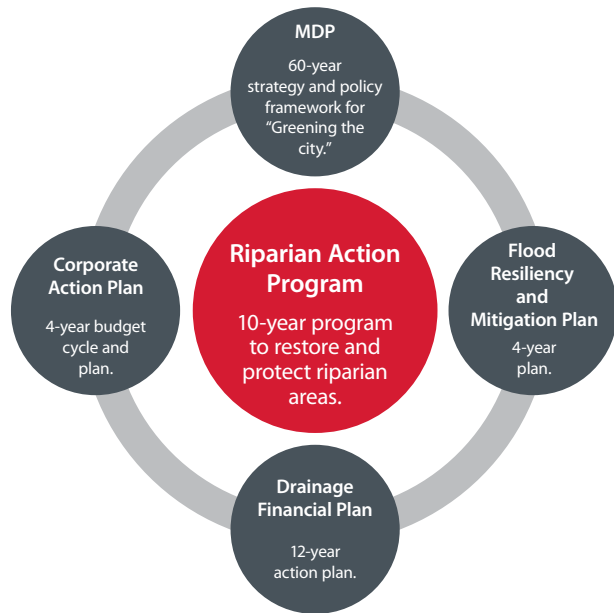 MDP
60-year
strategy and policy
framework for
“Greening the
city.”
Corporate
Action Plan
4-year budget
cycle and
plan.
Riparian Action
Program
10-year program
to restore and
protect riparian
areas.
Flood
Resiliency
and
Mitigation Plan
4-year
plan.
Drainage
Financial Plan
12-year
action plan.